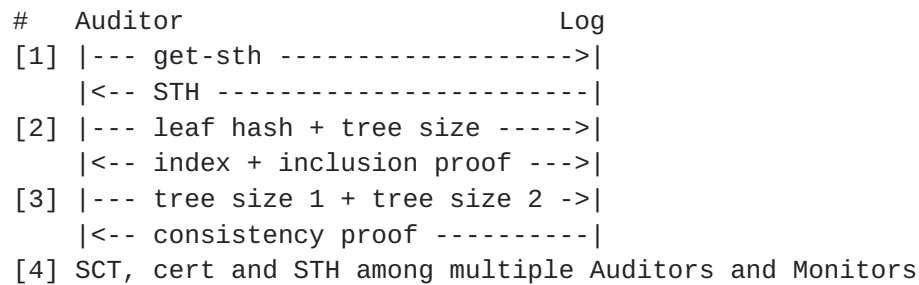 #   Auditor                        Log
[1] |--- get-sth ------------------->|
    |<-- STH ------------------------|
[2] |--- leaf hash + tree size ----->|
    |<-- index + inclusion proof --->|
[3] |--- tree size 1 + tree size 2 ->|
    |<-- consistency proof ----------|
[4] SCT, cert and STH among multiple Auditors and Monitors